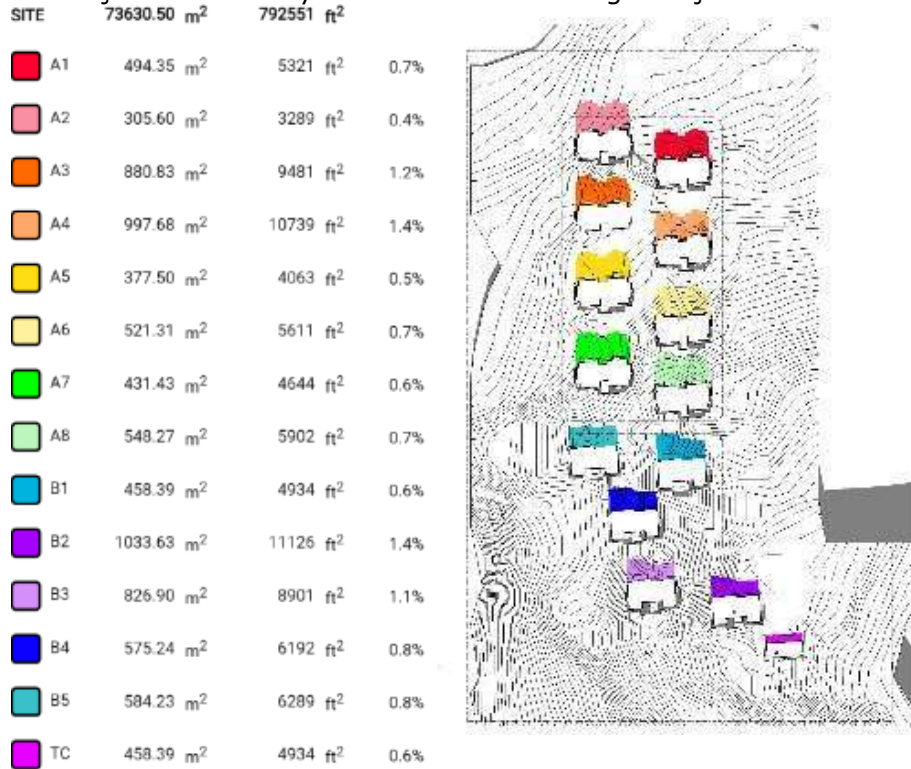 SITE 73630.50 m² 792551 ft²
A1 494.35 m² 5321 ft² 0.7%
A2 305.60 m² 3289 ft² 0.4%
A3 880.83 m² 9481 ft² 1.2%
A4 997.68 m² 10739 ft² 1.4%
A5 377.50 m² 4063 ft² 0.5%
A6 521.31 m² 5611 ft² 0.7%
A7 431.43 m² 4644 ft² 0.6%
A8 548.27 m² 5902 ft² 0.7%
B1 458.39 m² 4934 ft² 0.6%
B2 1033.63 m² 11126 ft² 1.4%
B3 826.90 m² 8901 ft² 1.1%
B4 575.24 m² 6192 ft² 0.8%
B5 584.23 m² 6289 ft² 0.8%
TC 458.39 m² 4934 ft² 0.6%